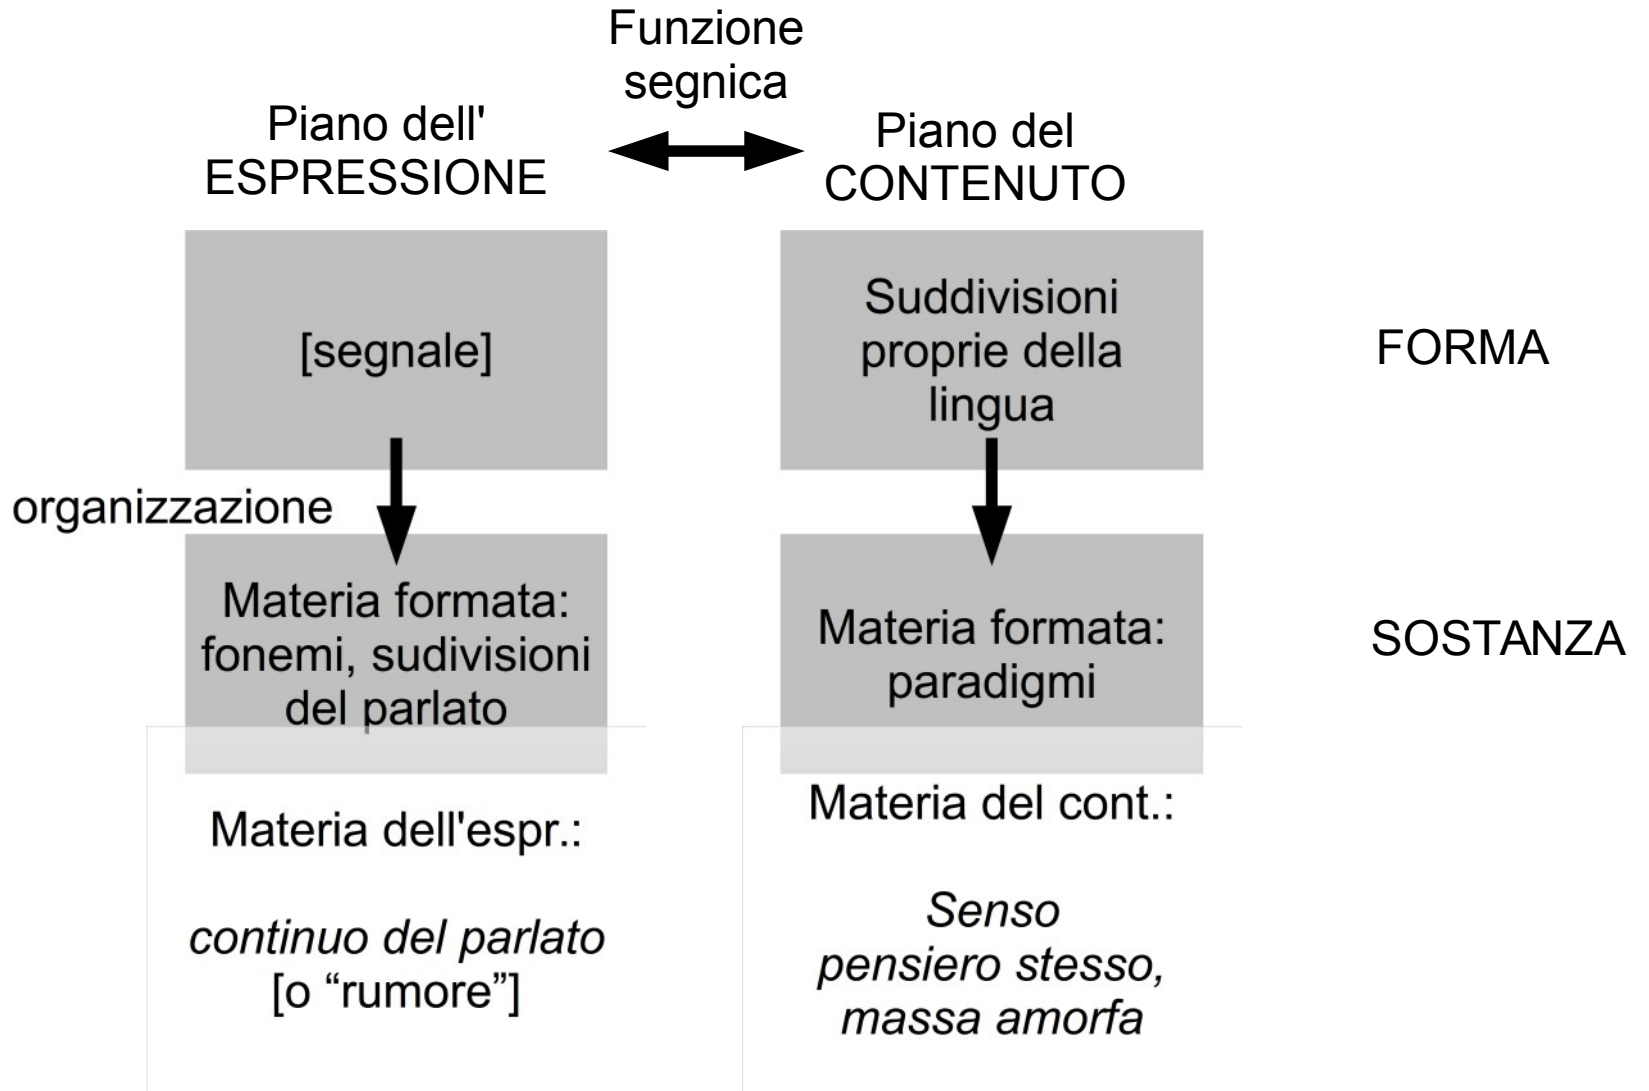 Funzione
segnica
Piano dell'
ESPRESSIONE
Piano del
CONTENUTO
[segnale]
Suddivisioni
proprie della
lingua
FORMA
organizzazione
Materia formata:
fonemi, sudivisioni
del parlato
Materia formata:
paradigmi
SOSTANZA
Materia dell'espr.:
continuo del parlato
[o “rumore”]
Materia del cont.:
Senso
pensiero stesso,
massa amorfa